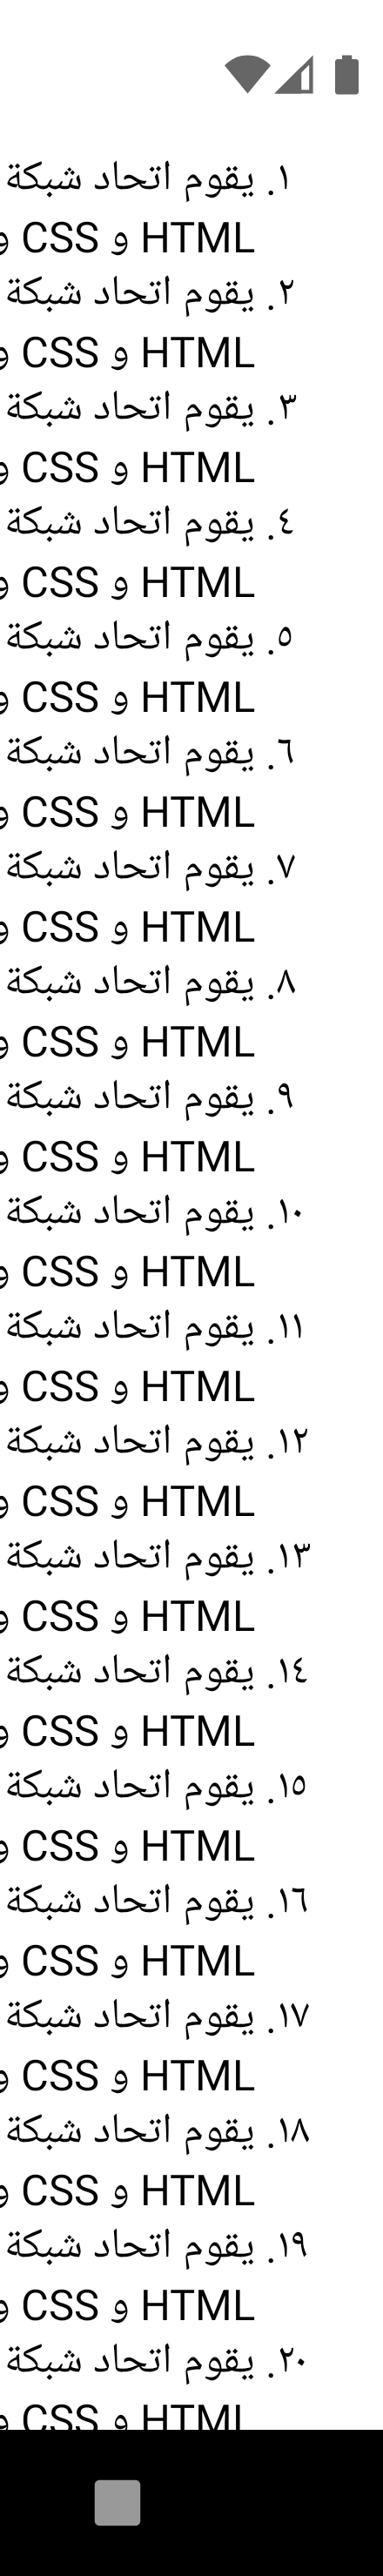 ١. يقوم اتحاد شبكة
HTML و CSS و
٢. يقوم اتحاد شبكة
HTML و CSS و
٣. يقوم اتحاد شبكة
HTML و CSS و
٤. يقوم اتحاد شبكة
HTML و CSS و
٥. يقوم اتحاد شبكة
HTML و CSS و
٦. يقوم اتحاد شبكة
HTML و CSS و
٧. يقوم اتحاد شبكة
HTML و CSS و
٨. يقوم اتحاد شبكة
HTML و CSS و
٩. يقوم اتحاد شبكة
HTML و CSS و
١٠. يقوم اتحاد شبكة
HTML و CSS و
١١. يقوم اتحاد شبكة
HTML و CSS و
١٢. يقوم اتحاد شبكة
HTML و CSS و
١٣. يقوم اتحاد شبكة
HTML و CSS و
١٤. يقوم اتحاد شبكة
HTML و CSS و
١٥. يقوم اتحاد شبكة
HTML و CSS و
١٦. يقوم اتحاد شبكة
HTML و CSS و
١٧. يقوم اتحاد شبكة
HTML و CSS و
١٨. يقوم اتحاد شبكة
HTML و CSS و
١٩. يقوم اتحاد شبكة
HTML و CSS و
٢٠. يقوم اتحاد شبكة
HTML و CSS و